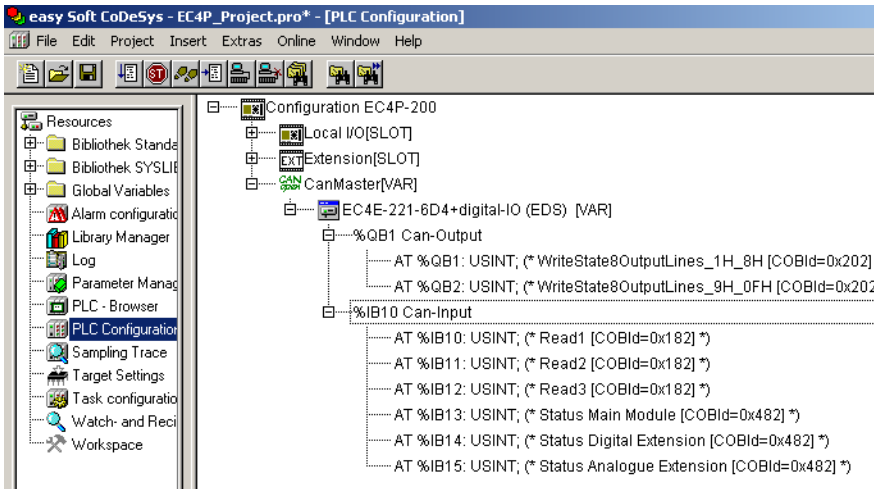 easy Soft CoDeSys - EC4P_Project.pro* - [PLC Configuration]
File Edit Project Insert Extras Online Window Help
Resources
Bibliothek Standa
Bibliothek SYSLIE
Global Variables
Alarm configuratic
Library Manager
Log
Parameter Manag
PLC - Browser
PLC Configuration
Sampling Trace
Target Settings
Task configuratio
Watch- and Reci
Workspace
Configuration EC4P-200
Local I/O[SLOT]
EXT Extension[SLOT]
CAN open CanMaster[VAR]
EC4E-221-6D4+digital-IO (EDS) [VAR]
%QB1 Can-Output
AT %QB1: USINT; (* WriteState8OutputLines_1H_8H [COBId=0x202]
AT %QB2: USINT; (* WriteState8OutputLines_9H_0FH [COBId=0x202
%IB10 Can-Input
AT %IB10: USINT; (* Read1 [COBId=0x182] *)
AT %IB11: USINT; (* Read2 [COBId=0x182] *)
AT %IB12: USINT; (* Read3 [COBId=0x182] *)
AT %IB13: USINT; (* Status Main Module [COBId=0x482] *)
AT %IB14: USINT; (* Status Digital Extension [COBId=0x482] *)
AT %IB15: USINT; (* Status Analogue Extension [COBId=0x482] *)